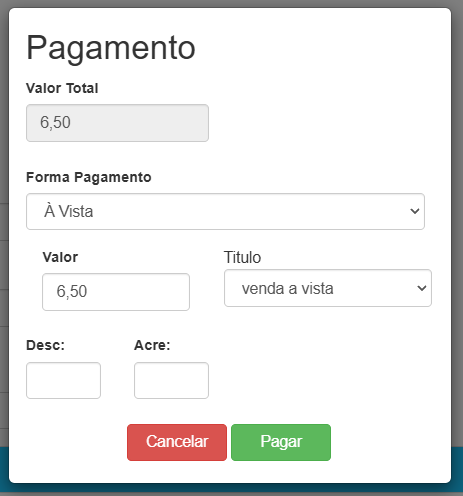 Pagamento
Valor Total
6,50
Forma Pagamento
À Vista
Valor
Titulo
6,50
venda a vista
Desc:
Acre:
Cancelar
Pagar